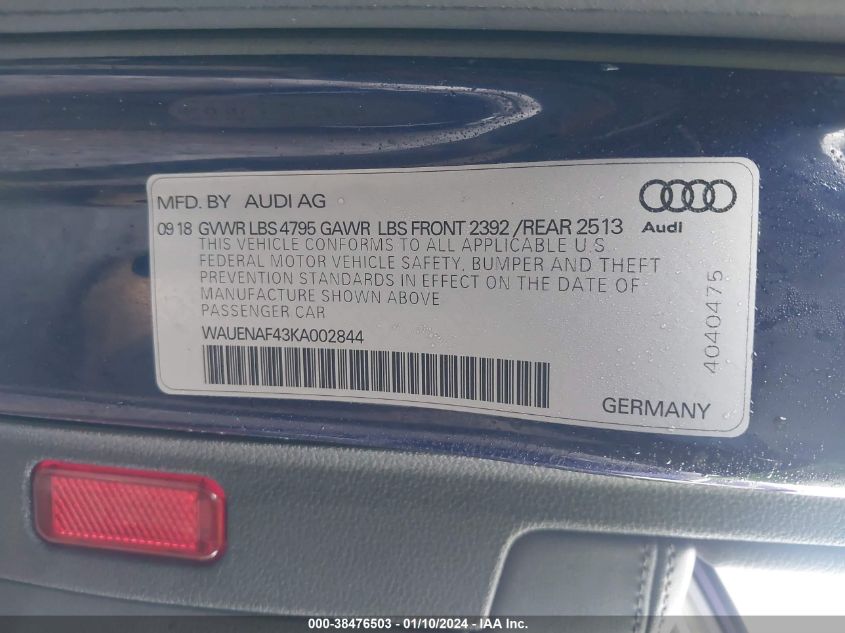 MFD. BY AUDI AG
09 18 GVWR LBS 4795 GAWR LBS FRONT 2392 /REAR 2513
Audi
THIS VEHICLE CONFORMS TO ALL APPLICABLE U S
FEDERAL MOTOR VEHICLE SAFETY, BUMPER AND THEFT
PREVENTION STANDARDS IN EFFECT ON THE DATE OF
MANUFACTURE SHOWN ABOVE
PASSENGER CAR
WAUENAF43KA002844
4040475
GERMANY
000-38476503 - 01/10/2024 - IAA Inc.